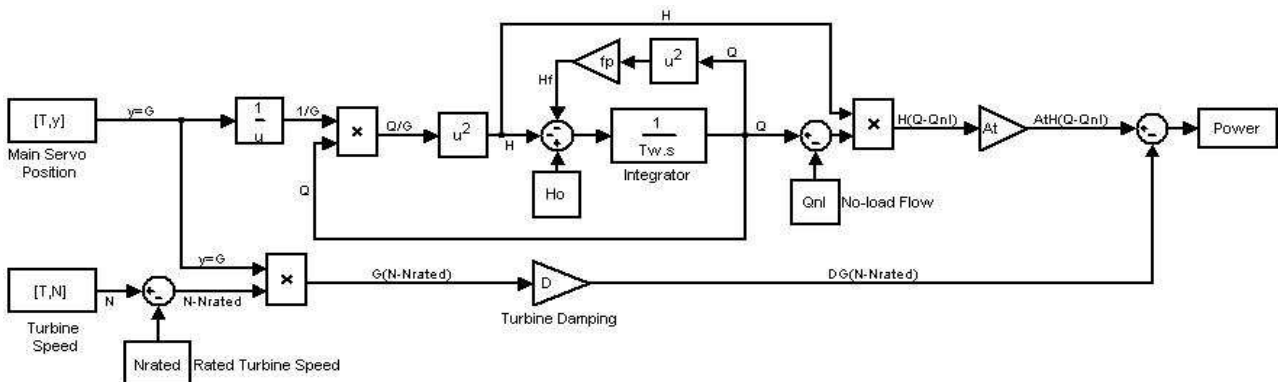 H
fp
u²
Q
Hf
[T,y]
Main Servo
Position
y=G
1
u
1/G
×
Q/G
u²
H
Ho
1
Tw.s
Integrator
Q
Qnl
No-load Flow
×
H(Q-Qnl)
At
AtH(Q-Qnl)
Power
Q
y=G
[T,N]
Turbine
Speed
N
N-Nrated
×
G(N-Nrated)
D
Turbine Damping
DG(N-Nrated)
Nrated
Rated Turbine Speed